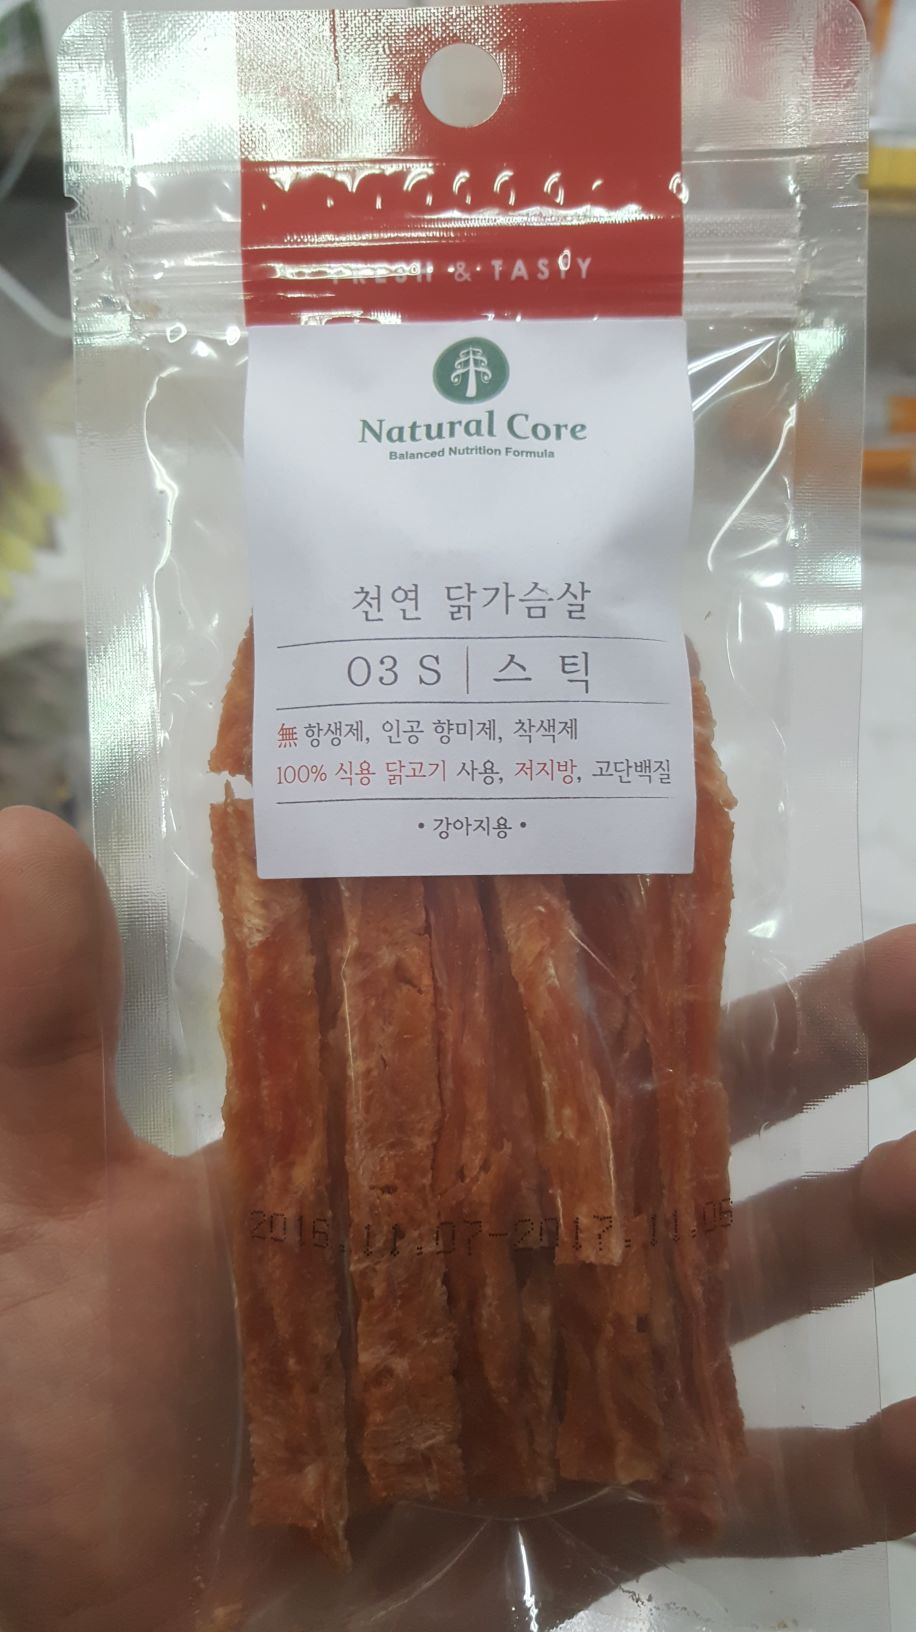 FRESH & TASTY
Natural Core
Balanced Nutrition Formula
천연 닭가슴살
03 S | 스 틱
無 항생제, 인공 향미제, 착색제
100% 식용 닭고기 사용, 저지방, 고단백질
• 강아지용 •
2016.11.07-2017.11.06